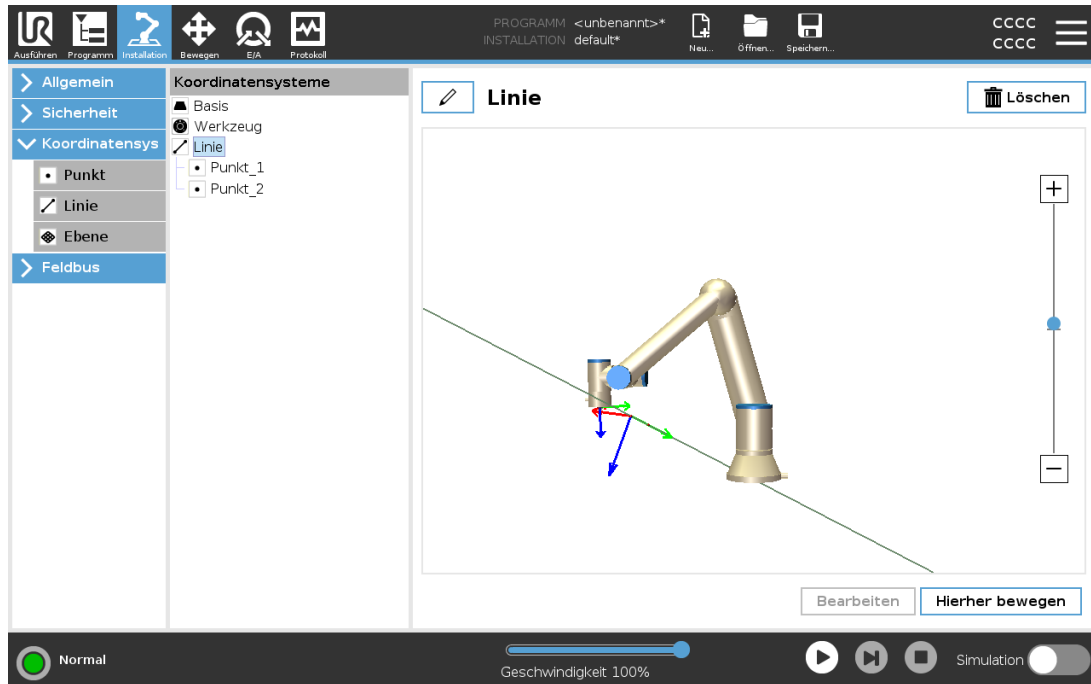 UR
Ausführen
Programm
Installation
Bewegen
E/A
Protokoll
PROGRAMM <unbenannt>*
INSTALLATION default*
Neu...
Öffnen...
Speichern...
CCCC
CCCC
Allgemein
Sicherheit
Koordinatensys
Punkt
Linie
Ebene
Feldbus
Koordinatensysteme
Basis
Werkzeug
Linie
Punkt_1
Punkt_2
Linie
Löschen
Bearbeiten
Hierher bewegen
Normal
Geschwindigkeit 100%
Simulation